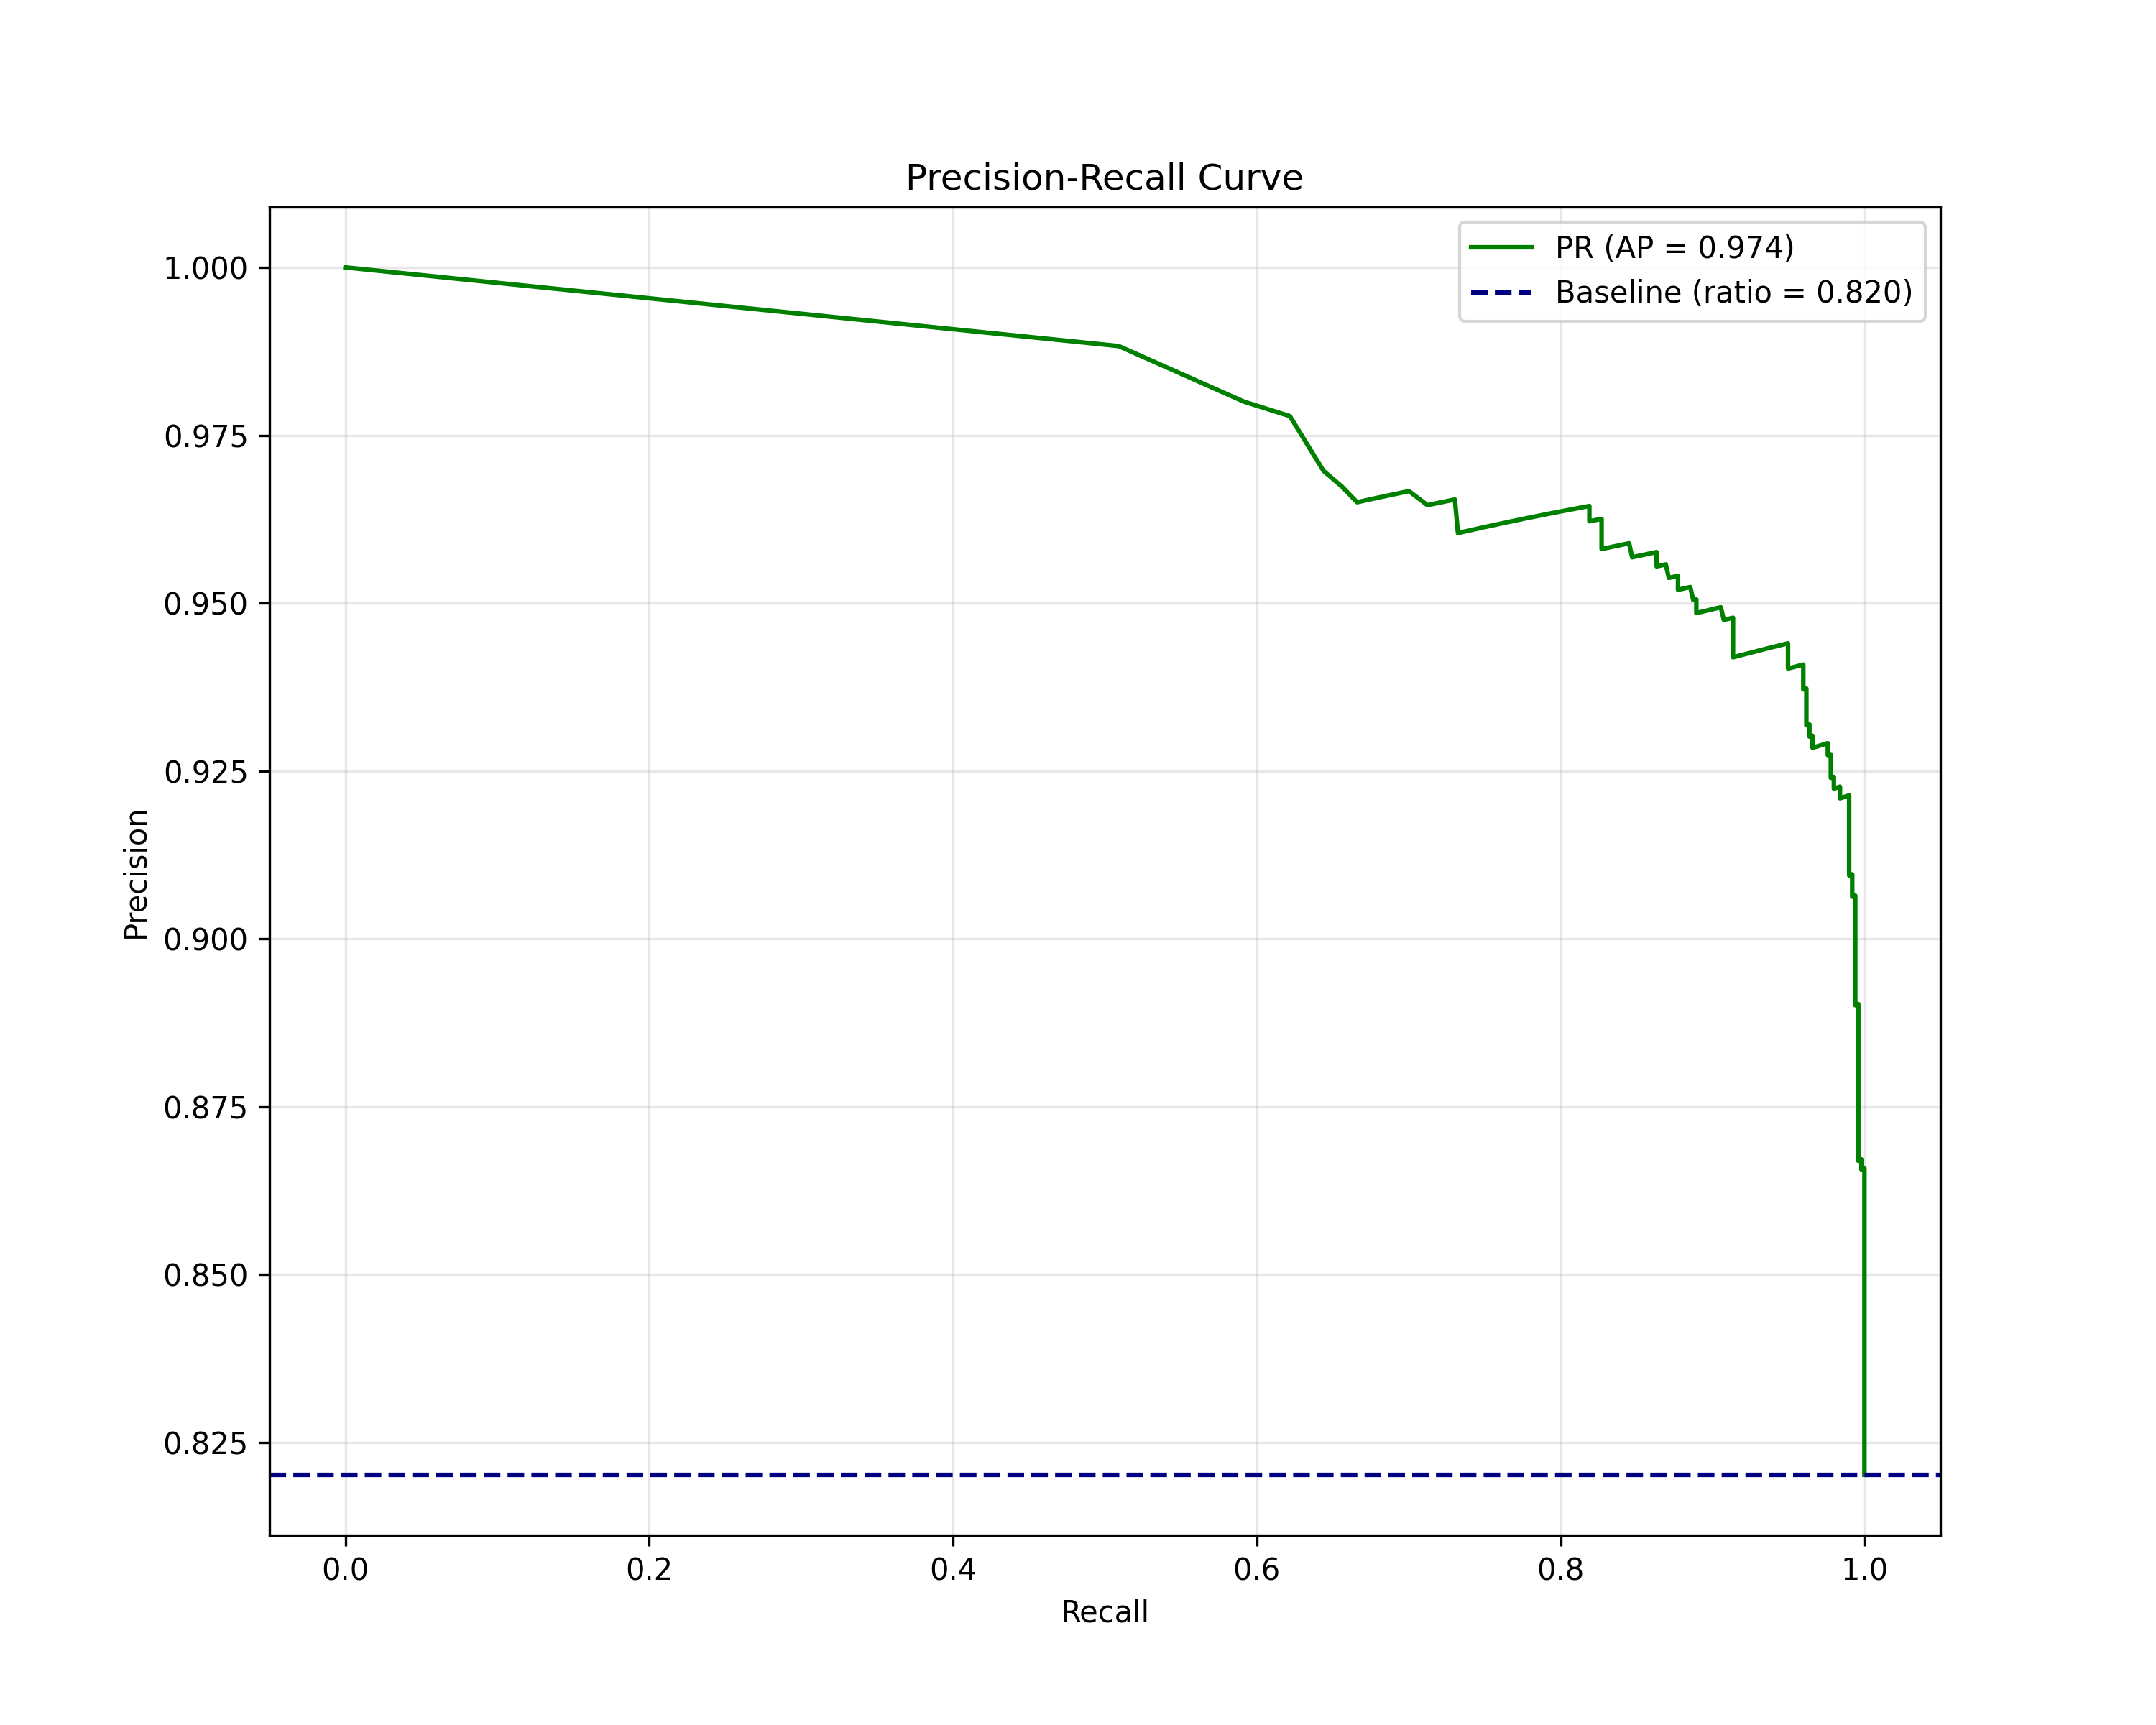 Precision-Recall Curve
PR (AP = 0.974)
Baseline (ratio = 0.820)
Precision
1.000
0.975
0.950
0.925
0.900
0.875
0.850
0.825
0.0 0.2 0.4 0.6 0.8 1.0
Recall